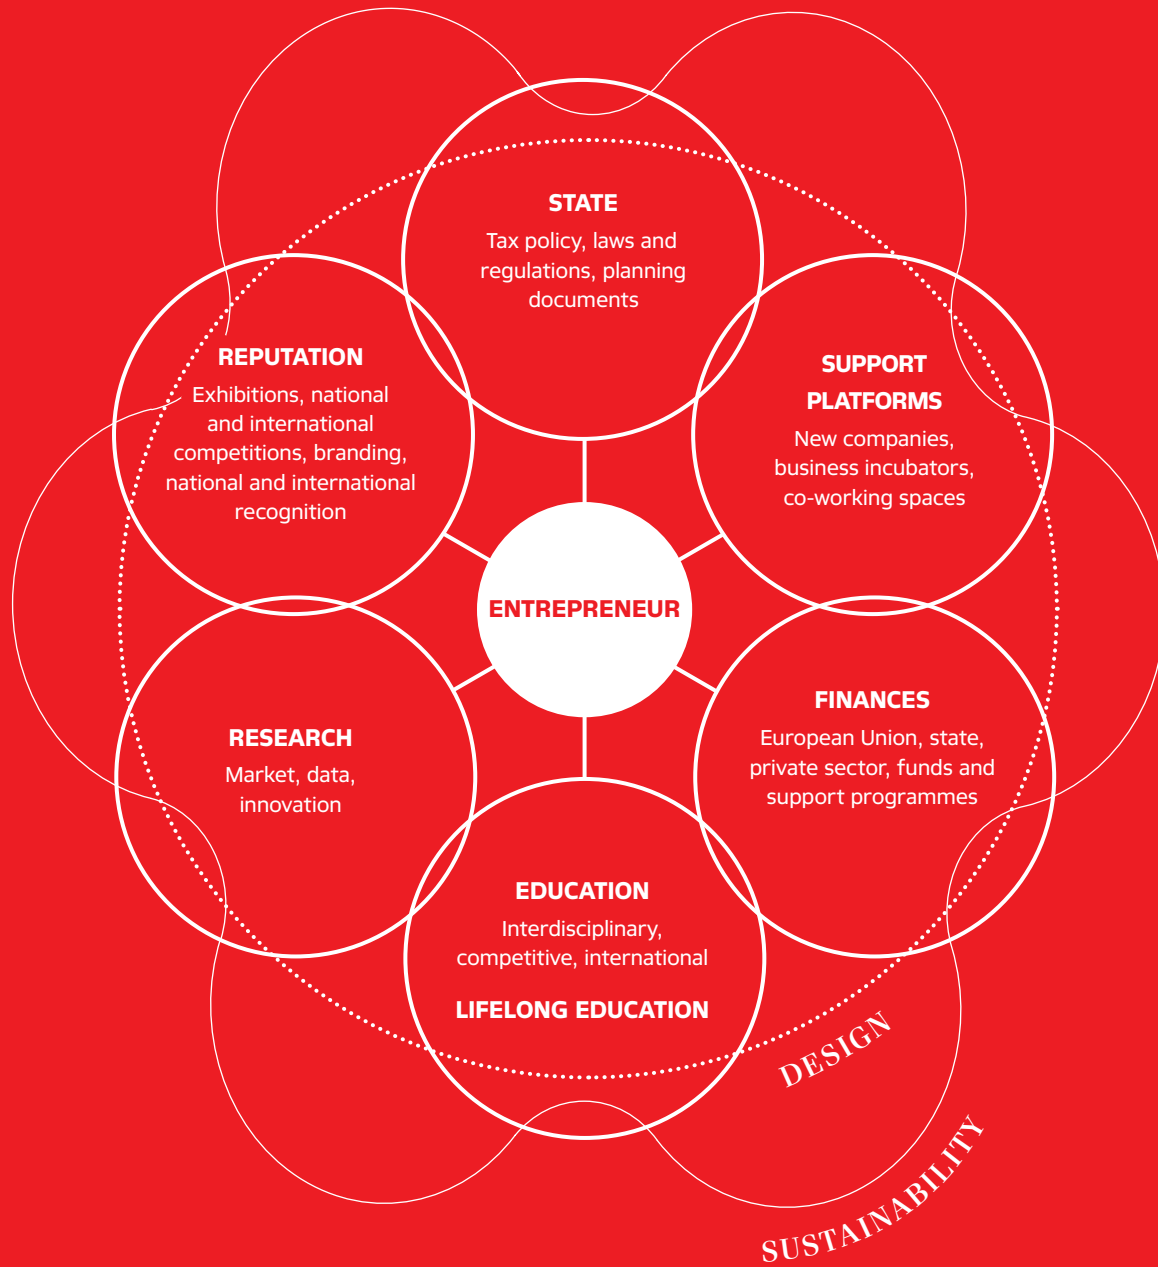 STATE
Tax policy, laws and
regulations, planning
documents
REPUTATION
Exhibitions, national
and international
competitions, branding,
national and international
recognition
SUPPORT
PLATFORMS
New companies,
business incubators,
co-working spaces
ENTREPRENEUR
RESEARCH
Market, data,
innovation
FINANCES
European Union, state,
private sector, funds and
support programmes
EDUCATION
Interdisciplinary,
competitive, international
LIFELONG EDUCATION
DESIGN
SUSTAINABILITY